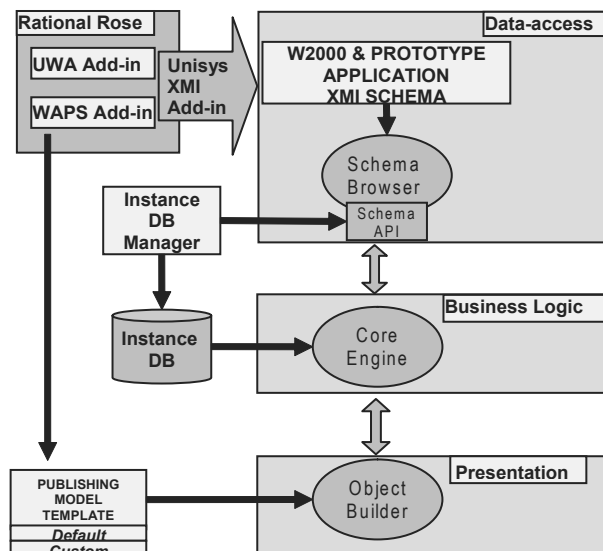 Rational Rose
UWA Add-in
WAPS Add-in
Unisys
XMI
Add-in
Data-access
W2000 & PROTOTYPE
APPLICATION
XMI SCHEMA
Schema
Browser
Schema
API
Instance
DB
Manager
Business Logic
Instance
DB
Core
Engine
Presentation
PUBLISHING
MODEL
TEMPLATE
Default
Custom
Object
Builder